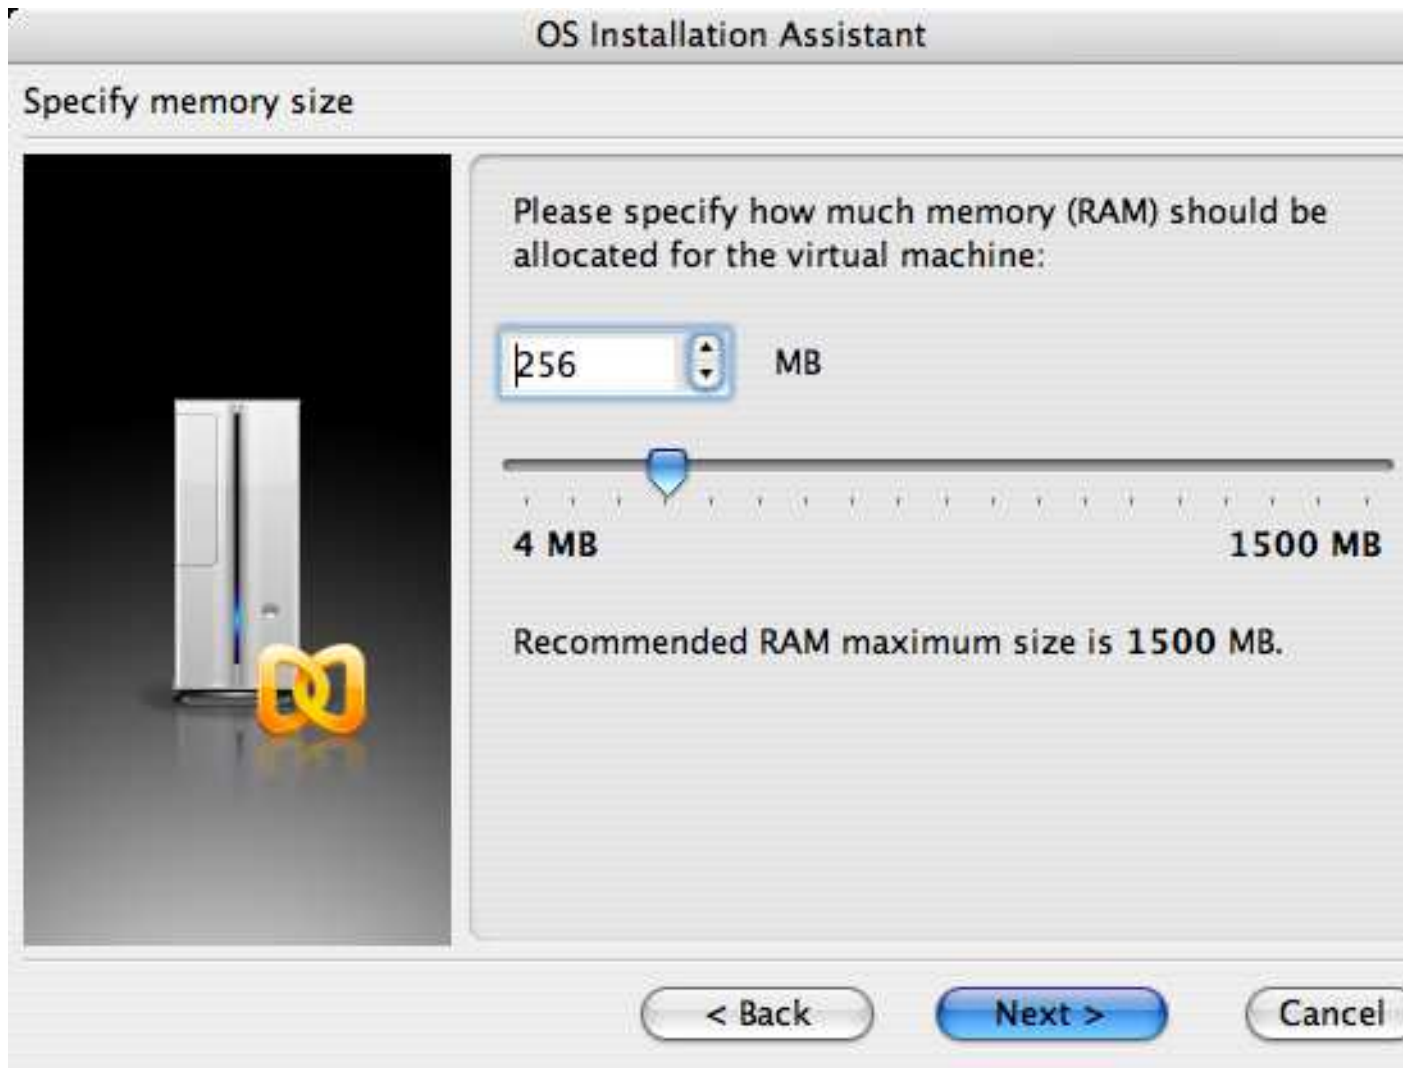 OS Installation Assistant
Specify memory size
Please specify how much memory (RAM) should be
allocated for the virtual machine:
256 MB
4 MB 1500 MB
Recommended RAM maximum size is 1500 MB.
< Back Next > Cancel